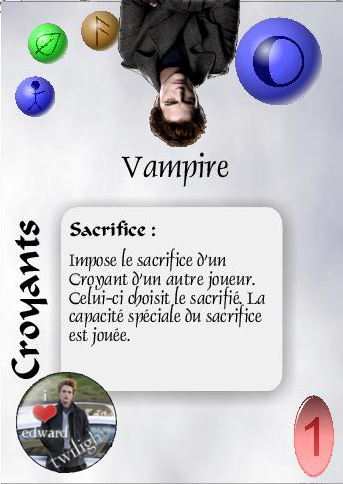 Vampire
Sacrifice :
Impose le sacrifice d'un
Croyant d'un autre joueur.
Celui-ci choisit le sacrifié. La
capacité spéciale du sacrifice
est jouée.
Croyants
i
edward
twilight
1